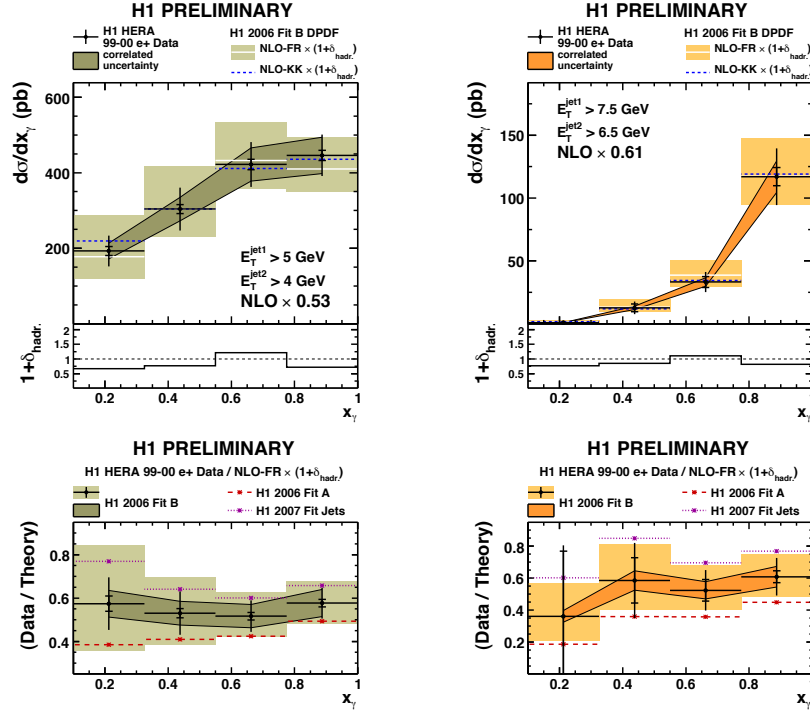 H1 PRELIMINARY
H1 HERA
99-00 e+ Data
correlated
uncertainty
H1 2006 Fit B DPDF
NLO-FR × (1+δhadr.)
NLO-KK × (1+δhadr.)
dσ/dxγ (pb)
600
400
200
ETjet1 > 5 GeV
ETjet2 > 4 GeV
NLO × 0.53
1+δhadr.
2
1.5
1
0.5
0.2 0.4 0.6 0.8 1
xγ
H1 PRELIMINARY
H1 HERA
99-00 e+ Data
correlated
uncertainty
H1 2006 Fit B DPDF
NLO-FR × (1+δhadr.)
NLO-KK × (1+δhadr.)
dσ/dxγ (pb)
150
100
50
ETjet1 > 7.5 GeV
ETjet2 > 6.5 GeV
NLO × 0.61
1+δhadr.
2
1.5
1
0.5
0.2 0.4 0.6 0.8 1
xγ
H1 PRELIMINARY
H1 HERA 99-00 e+ Data / NLO-FR × (1+δhadr.)
H1 2006 Fit B
H1 2006 Fit A
H1 2007 Fit Jets
(Data / Theory)
0.8
0.6
0.4
0.2 0.4 0.6 0.8 1
xγ
H1 PRELIMINARY
H1 HERA 99-00 e+ Data / NLO-FR × (1+δhadr.)
H1 2006 Fit B
H1 2006 Fit A
H1 2007 Fit Jets
(Data / Theory)
0.8
0.6
0.4
0.2
0.2 0.4 0.6 0.8 1
xγ